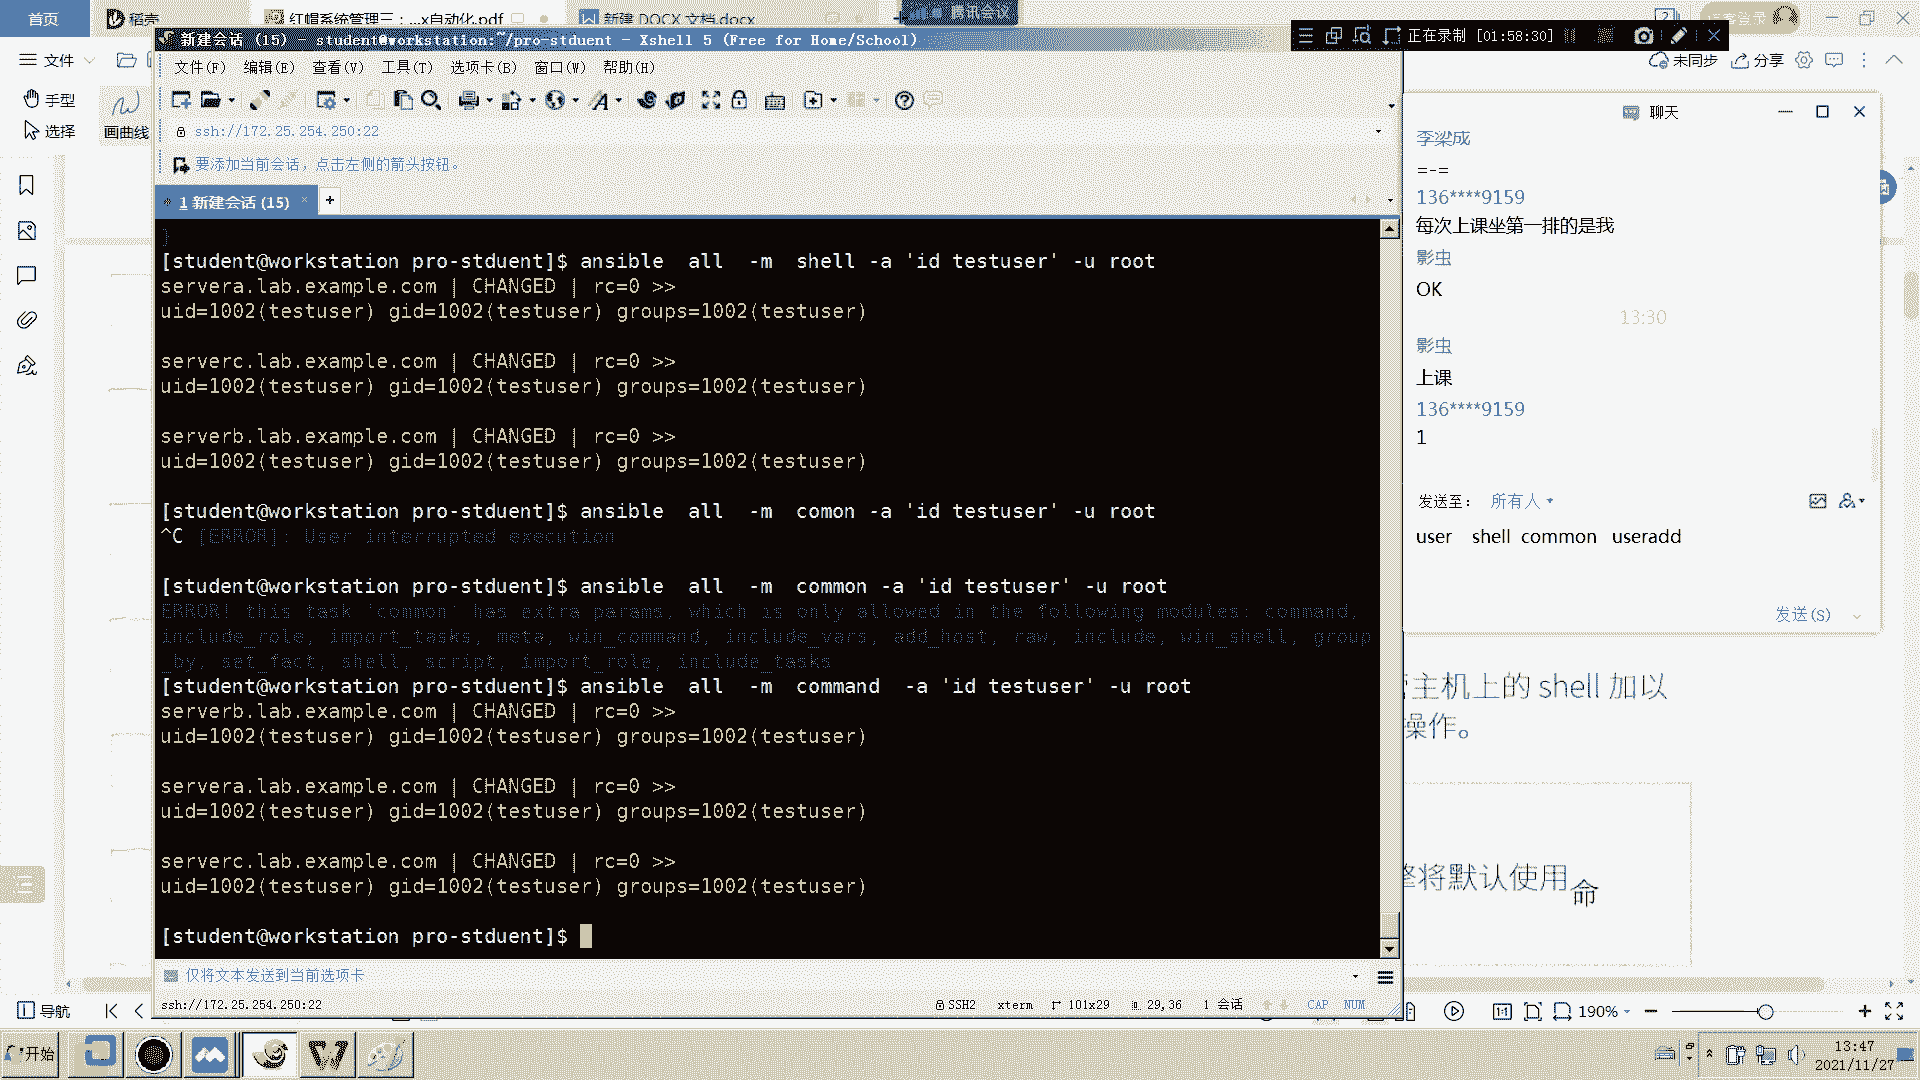 首页
稻壳
红帽系统管理三：...x自动化.pdf
新建 DOCX 文档.docx
腾讯会议
新建会话 (15) - student@workstation:~/pro-stduent - Xshell 5 (Free for Home/School)
正在录制 [01:58:30]
文件
文件(F) 编辑(E) 查看(V) 工具(T) 选项卡(B) 窗口(W) 帮助(H)
未同步 分享
手型
选择
画曲线
ssh://172.25.254.250:22
要添加当前会话，点击左侧的箭头按钮。
1 新建会话 (15)
}
[student@workstation pro-stduent]$ ansible  all  -m  shell -a 'id testuser' -u root
servera.lab.example.com | CHANGED | rc=0 >>
uid=1002(testuser) gid=1002(testuser) groups=1002(testuser)
serverc.lab.example.com | CHANGED | rc=0 >>
uid=1002(testuser) gid=1002(testuser) groups=1002(testuser)
serverb.lab.example.com | CHANGED | rc=0 >>
uid=1002(testuser) gid=1002(testuser) groups=1002(testuser)
[student@workstation pro-stduent]$ ansible  all  -m  comon -a 'id testuser' -u root
^C [ERROR]: User interrupted execution
[student@workstation pro-stduent]$ ansible  all  -m  common -a 'id testuser' -u root
ERROR! this task 'common' has extra params, which is only allowed in the following modules: command,
include_role, import_tasks, meta, win_command, include_vars, add_host, raw, include, win_shell, group
_by, set_fact, shell, script, import_role, include_tasks
[student@workstation pro-stduent]$ ansible  all  -m  command  -a 'id testuser' -u root
serverb.lab.example.com | CHANGED | rc=0 >>
uid=1002(testuser) gid=1002(testuser) groups=1002(testuser)
servera.lab.example.com | CHANGED | rc=0 >>
uid=1002(testuser) gid=1002(testuser) groups=1002(testuser)
serverc.lab.example.com | CHANGED | rc=0 >>
uid=1002(testuser) gid=1002(testuser) groups=1002(testuser)
[student@workstation pro-stduent]$
仅将文本发送到当前选项卡
ssh://172.25.254.250:22
SSH2 xterm 101x29 29,36 1 会话 CAP NUM
聊天
李梁成
=-=
136****9159
每次上课坐第一排的是我
影虫
OK
13:30
影虫
上课
136****9159
1
发送至： 所有人
user shell common useradd
发送(S)
主机上的 shell 加以
操作。
将默认使用
命
导航
190%
开始
13:47
2021/11/27